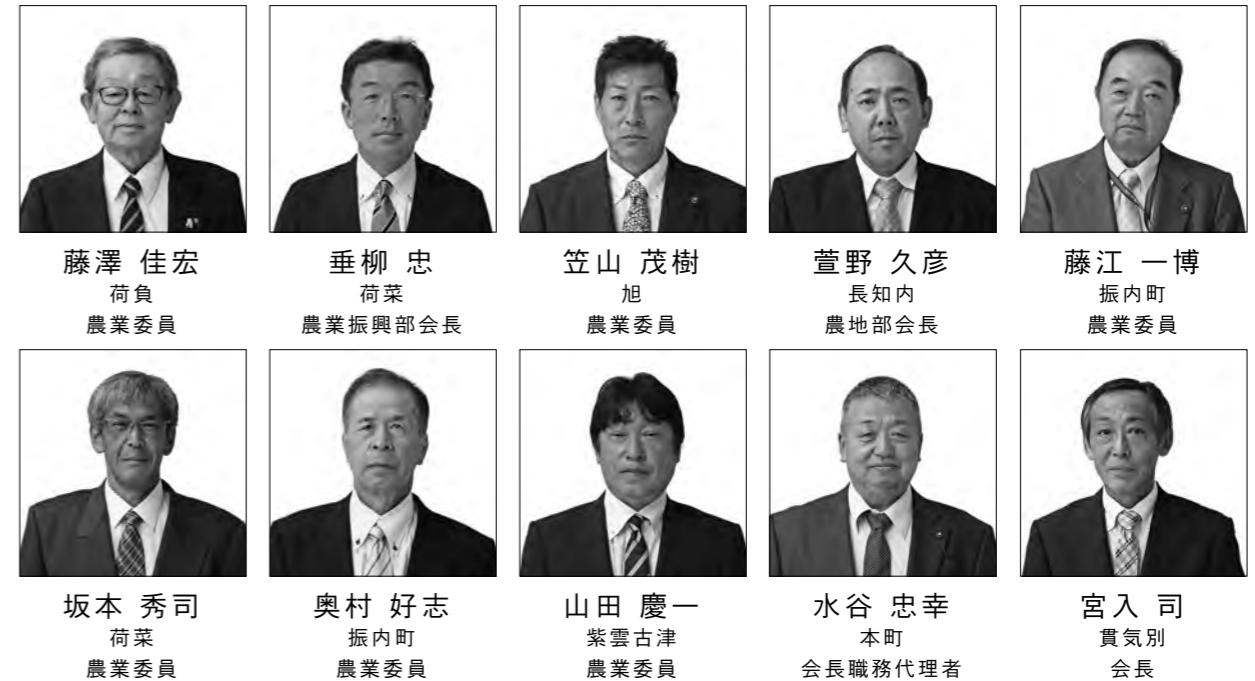 藤澤 佳宏
荷負
農業委員
垂柳 忠
荷菜
農業振興部会長
笠山 茂樹
旭
農業委員
萱野 久彦
長知内
農地部会長
藤江 一博
振内町
農業委員
坂本 秀司
荷菜
農業委員
奥村 好志
振内町
農業委員
山田 慶一
紫雲古津
農業委員
水谷 忠幸
本町
会長職務代理者
宮入 司
貫気別
会長